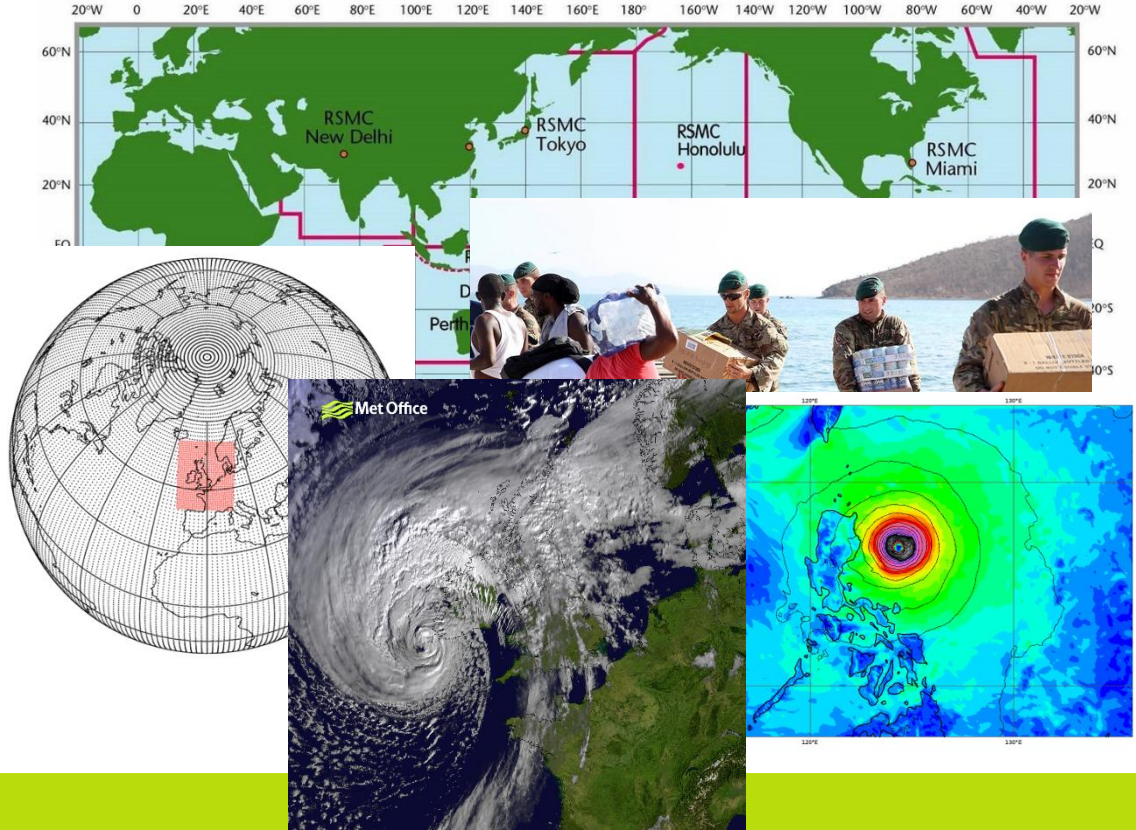 20°W 0 20°E 40°E 60°E 80°E 100°E 120°E 140°E 160°E 180° 160°W 140°W 120°W 100°W 80°W 60°W 40°W 20°W
60°N 60°N
40°N 40°N
20°N 20°N
RSMC
New Delhi
RSMC
Tokyo
RSMC
Honolulu
RSMC
Miami
EQ
20°S
40°S
D
Perth
Met Office
120°E 130°E
120°E 130°E